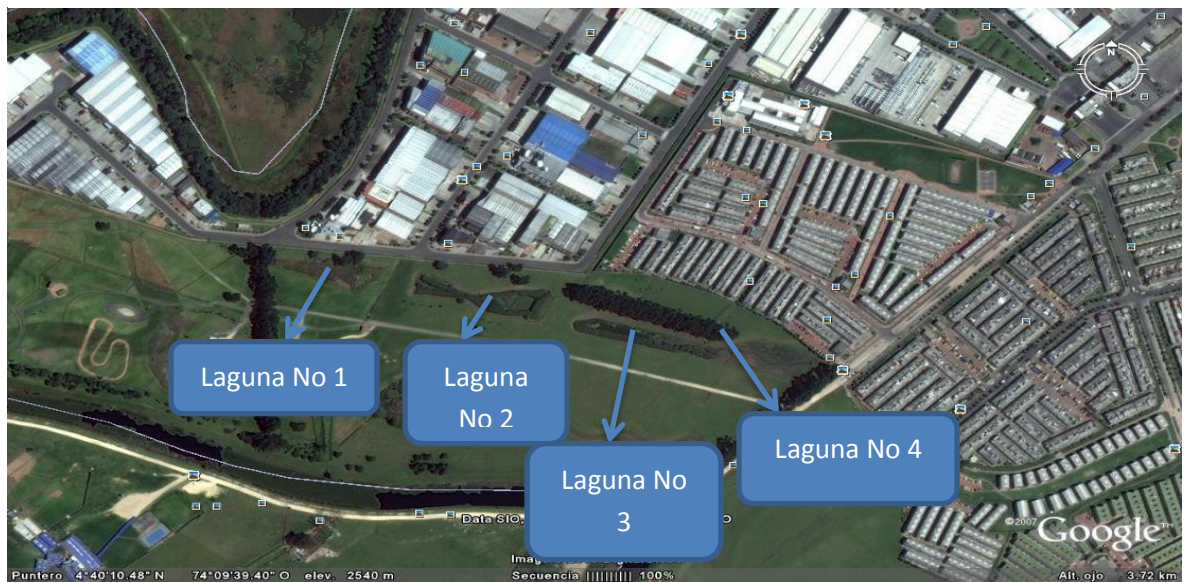 N
Laguna No 1
Laguna
No 2
Laguna No 4
Laguna No
3
Data SIO,
O
Imag
©2007 Google™
Puntero 4°40'10.48" N 74°09'39.40" O elev. 2540 m Secuencia 100% Alt. ojo 3.72 km